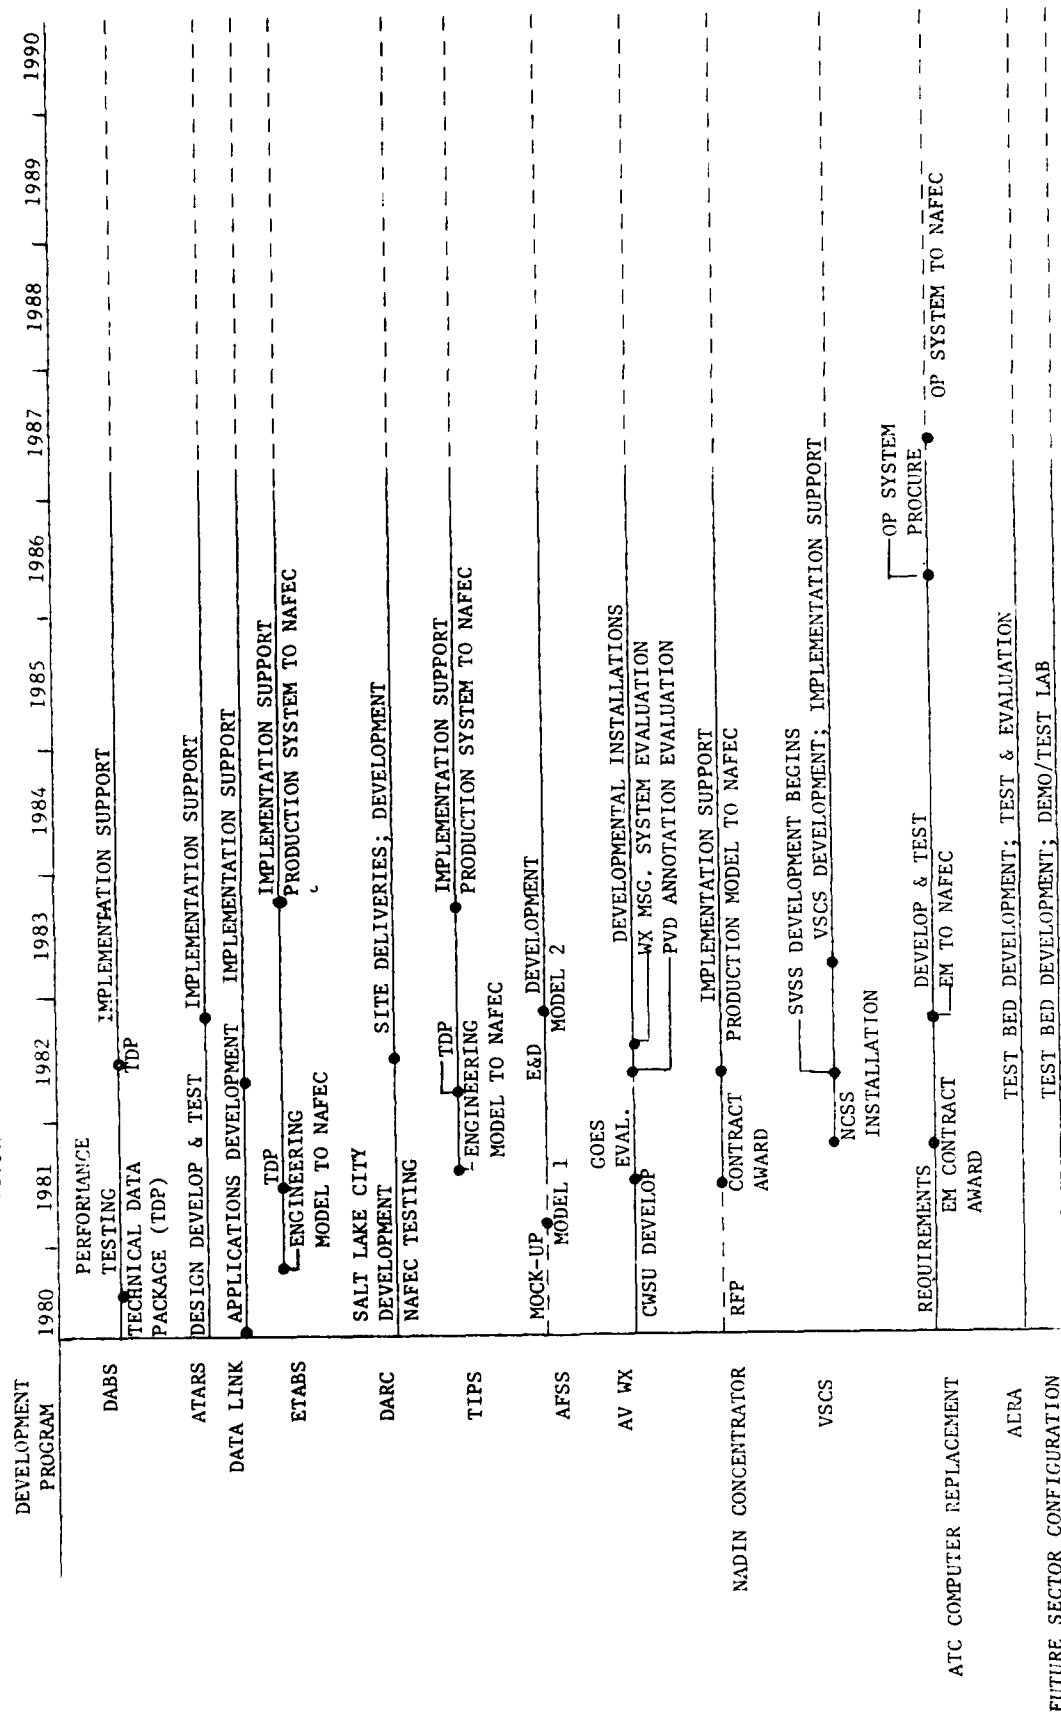 DEVELOPMENT
PROGRAM
1980 1981 1982 1983 1984 1985 1986 1987 1988 1989 1990
DABS
PERFORMANCE
TESTING
TECHNICAL DATA
PACKAGE (TDP)
TDP
IMPLEMENTATION SUPPORT
ATARS
DESIGN DEVELOP & TEST
IMPLEMENTATION SUPPORT
DATA LINK
APPLICATIONS DEVELOPMENT
IMPLEMENTATION SUPPORT
ETABS
TDP
ENGINEERING
MODEL TO NAFEC
IMPLEMENTATION SUPPORT
PRODUCTION SYSTEM TO NAFEC
DARC
SALT LAKE CITY
DEVELOPMENT
NAFEC TESTING
SITE DELIVERIES; DEVELOPMENT
TIPS
TDP
ENGINEERING
MODEL TO NAFEC
IMPLEMENTATION SUPPORT
PRODUCTION SYSTEM TO NAFEC
AFSS
MOCK-UP
MODEL 1
E&D
DEVELOPMENT
MODEL 2
AV WX
CWSU DEVELOP
GOES
EVAL.
DEVELOPMENTAL INSTALLATIONS
WX MSG. SYSTEM EVALUATION
PVD ANNOTATION EVALUATION
NADIN CONCENTRATOR
RFP
CONTRACT
AWARD
IMPLEMENTATION SUPPORT
PRODUCTION MODEL TO NAFEC
VSCS
NCSS
INSTALLATION
SVSS DEVELOPMENT BEGINS
VSCS DEVELOPMENT; IMPLEMENTATION SUPPORT
ATC COMPUTER REPLACEMENT
REQUIREMENTS
EM CONTRACT
AWARD
DEVELOP & TEST
EM TO NAFEC
OP SYSTEM
PROCURE
OP SYSTEM TO NAFEC
AERA
TEST BED DEVELOPMENT; TEST & EVALUATION
FUTURE SECTOR CONFIGURATION
TEST BED DEVELOPMENT; DEMO/TEST LAB